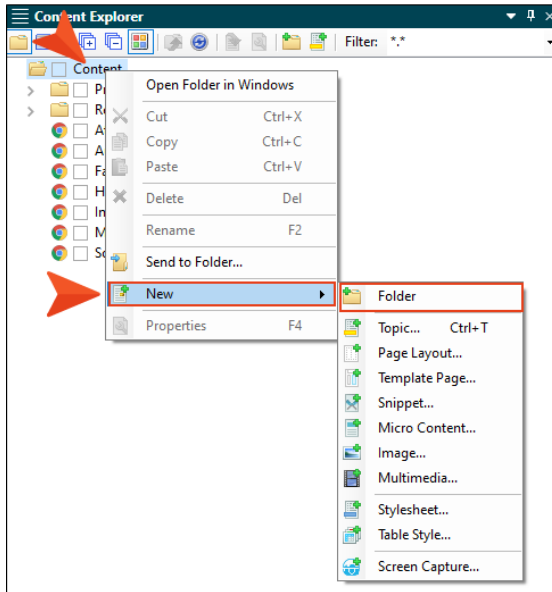 Content Explorer
Filter: *.*
Content
Open Folder in Windows
Cut Ctrl+X
Copy Ctrl+C
Paste Ctrl+V
Delete Del
Rename F2
Send to Folder...
New
Properties F4
Folder
Topic... Ctrl+T
Page Layout...
Template Page...
Snippet...
Micro Content...
Image...
Multimedia...
Stylesheet...
Table Style...
Screen Capture...